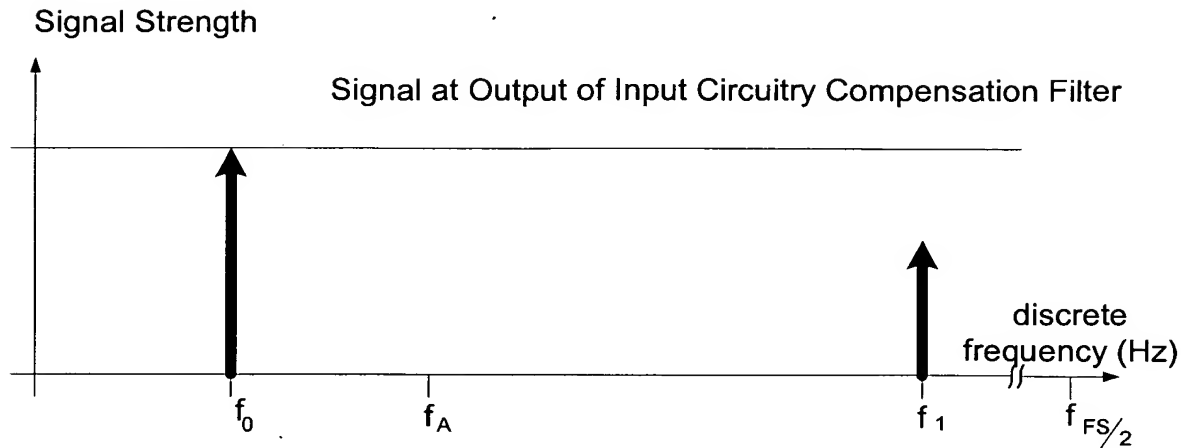 Signal Strength
Signal at Output of Input Circuitry Compensation Filter
discrete
frequency (Hz)
f0 fA f1 fFS/2